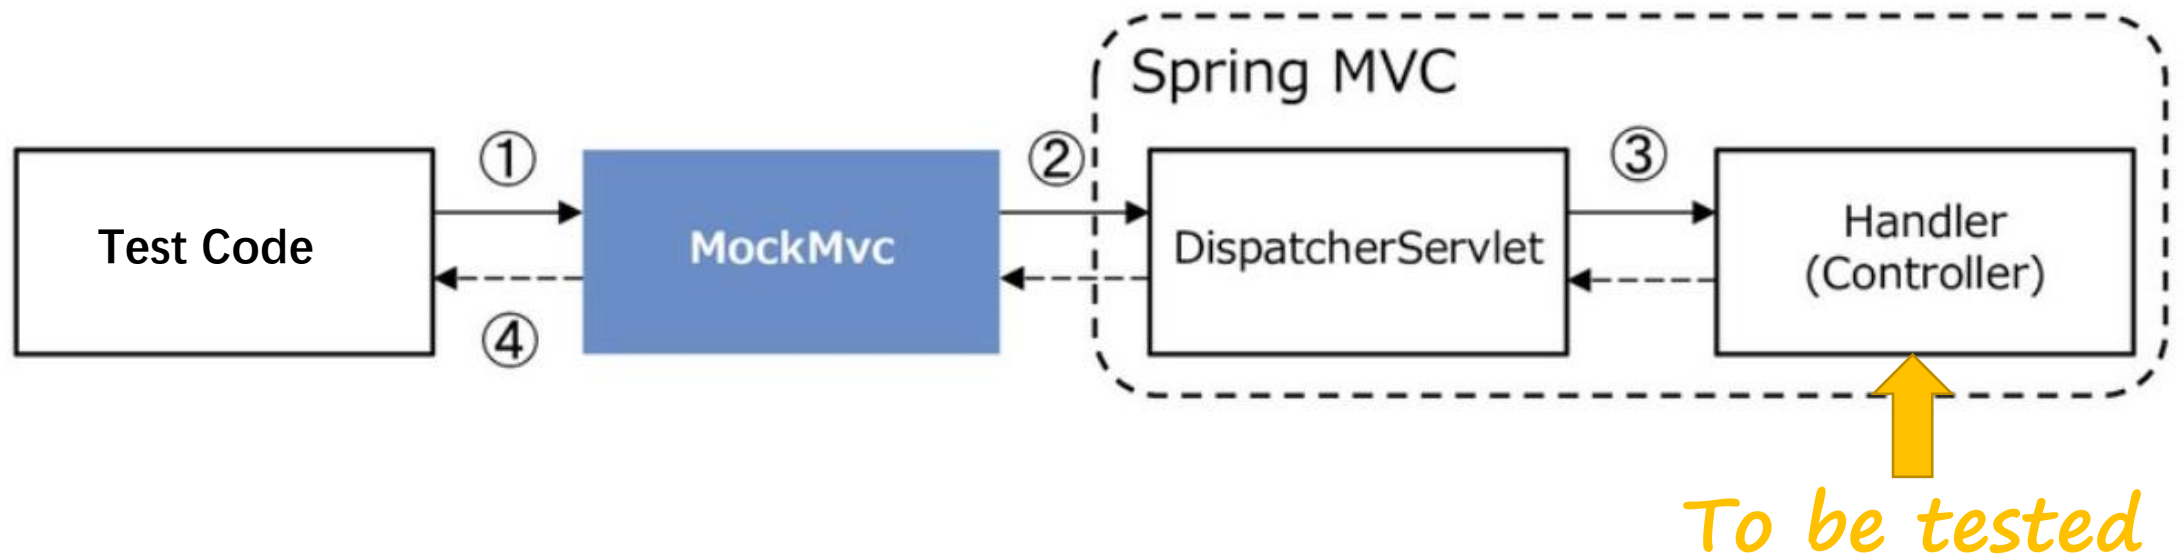 Spring MVC
①
②
③
Test Code
MockMvc
DispatcherServlet
Handler
(Controller)
④
To be tested